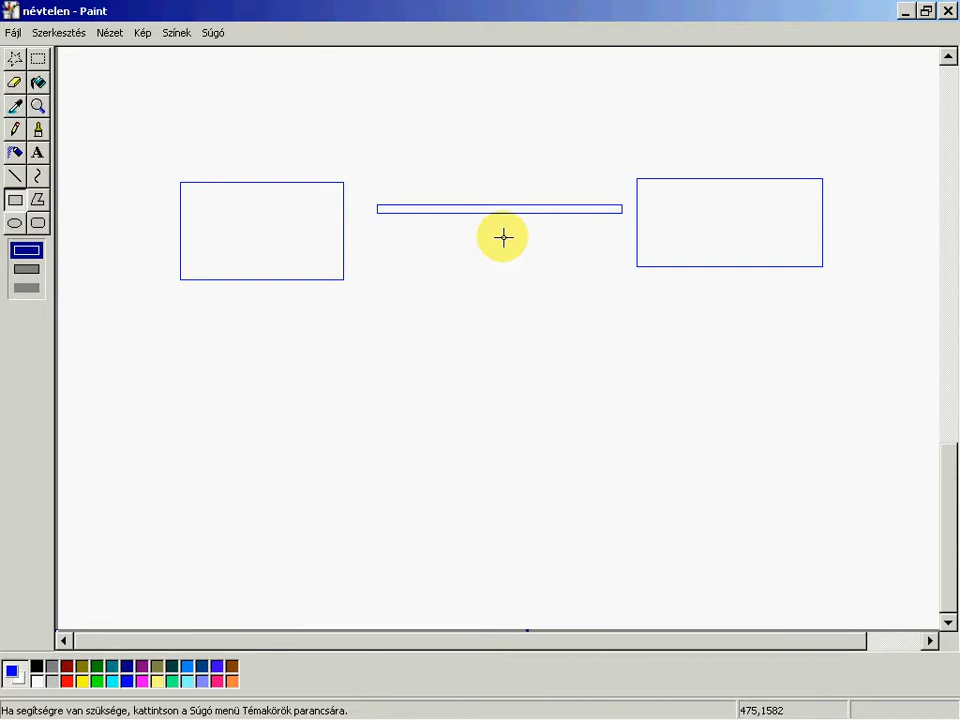 névtelen - Paint
Fájl Szerkesztés Nézet Kép Színek Súgó
A
Ha segítségre van szüksége, kattintson a Súgó menü Témakörök parancsára.
475,1582